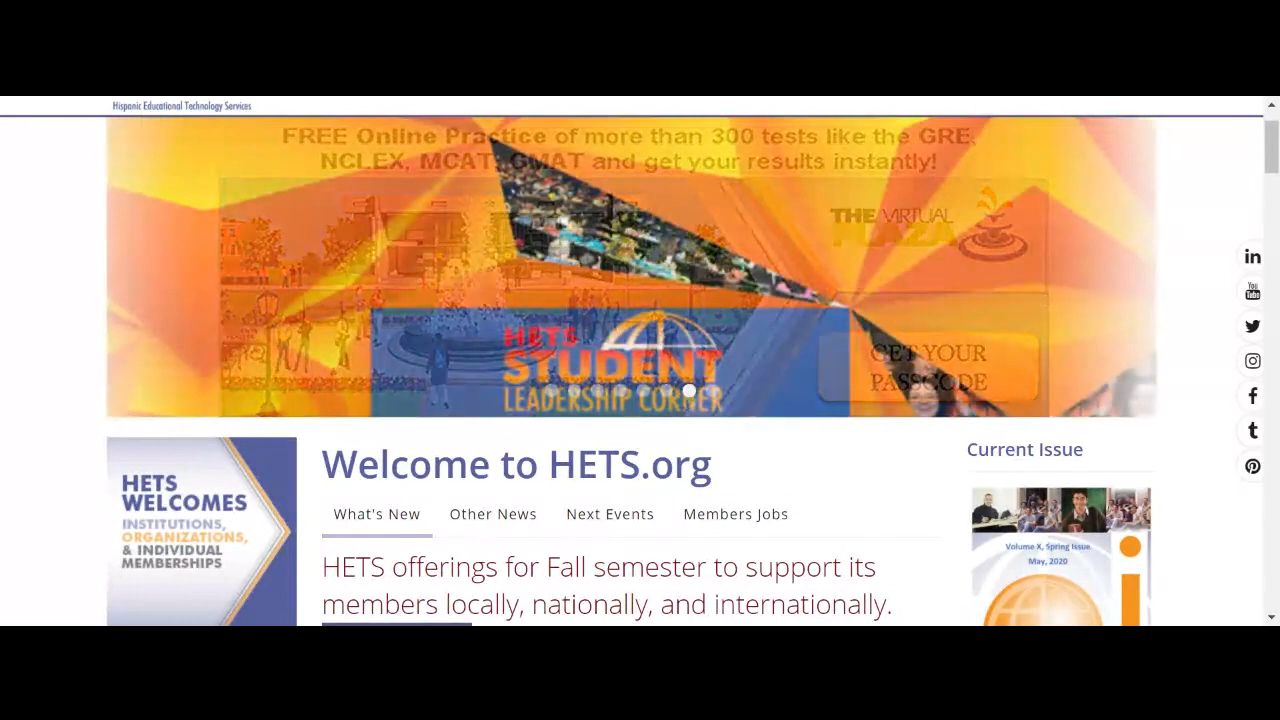 Hispanic Educational Technology Services
FREE Online Practice of more than 300 tests like the GRE,
NCLEX, MCAT, GMAT and get your results instantly!
THE VIRTUAL
PLAZA
HETS
STUDENT
LEADERSHIP CORNER
GET YOUR
PASSCODE
in
You
Tube
f
t
Welcome to HETS.org
What's New Other News Next Events Members Jobs
HETS offerings for Fall semester to support its
members locally, nationally, and internationally.
HETS
WELCOMES
INSTITUTIONS,
ORGANIZATIONS,
& INDIVIDUAL
MEMBERSHIPS
Current Issue
Volume X, Spring Issue
May, 2020
i